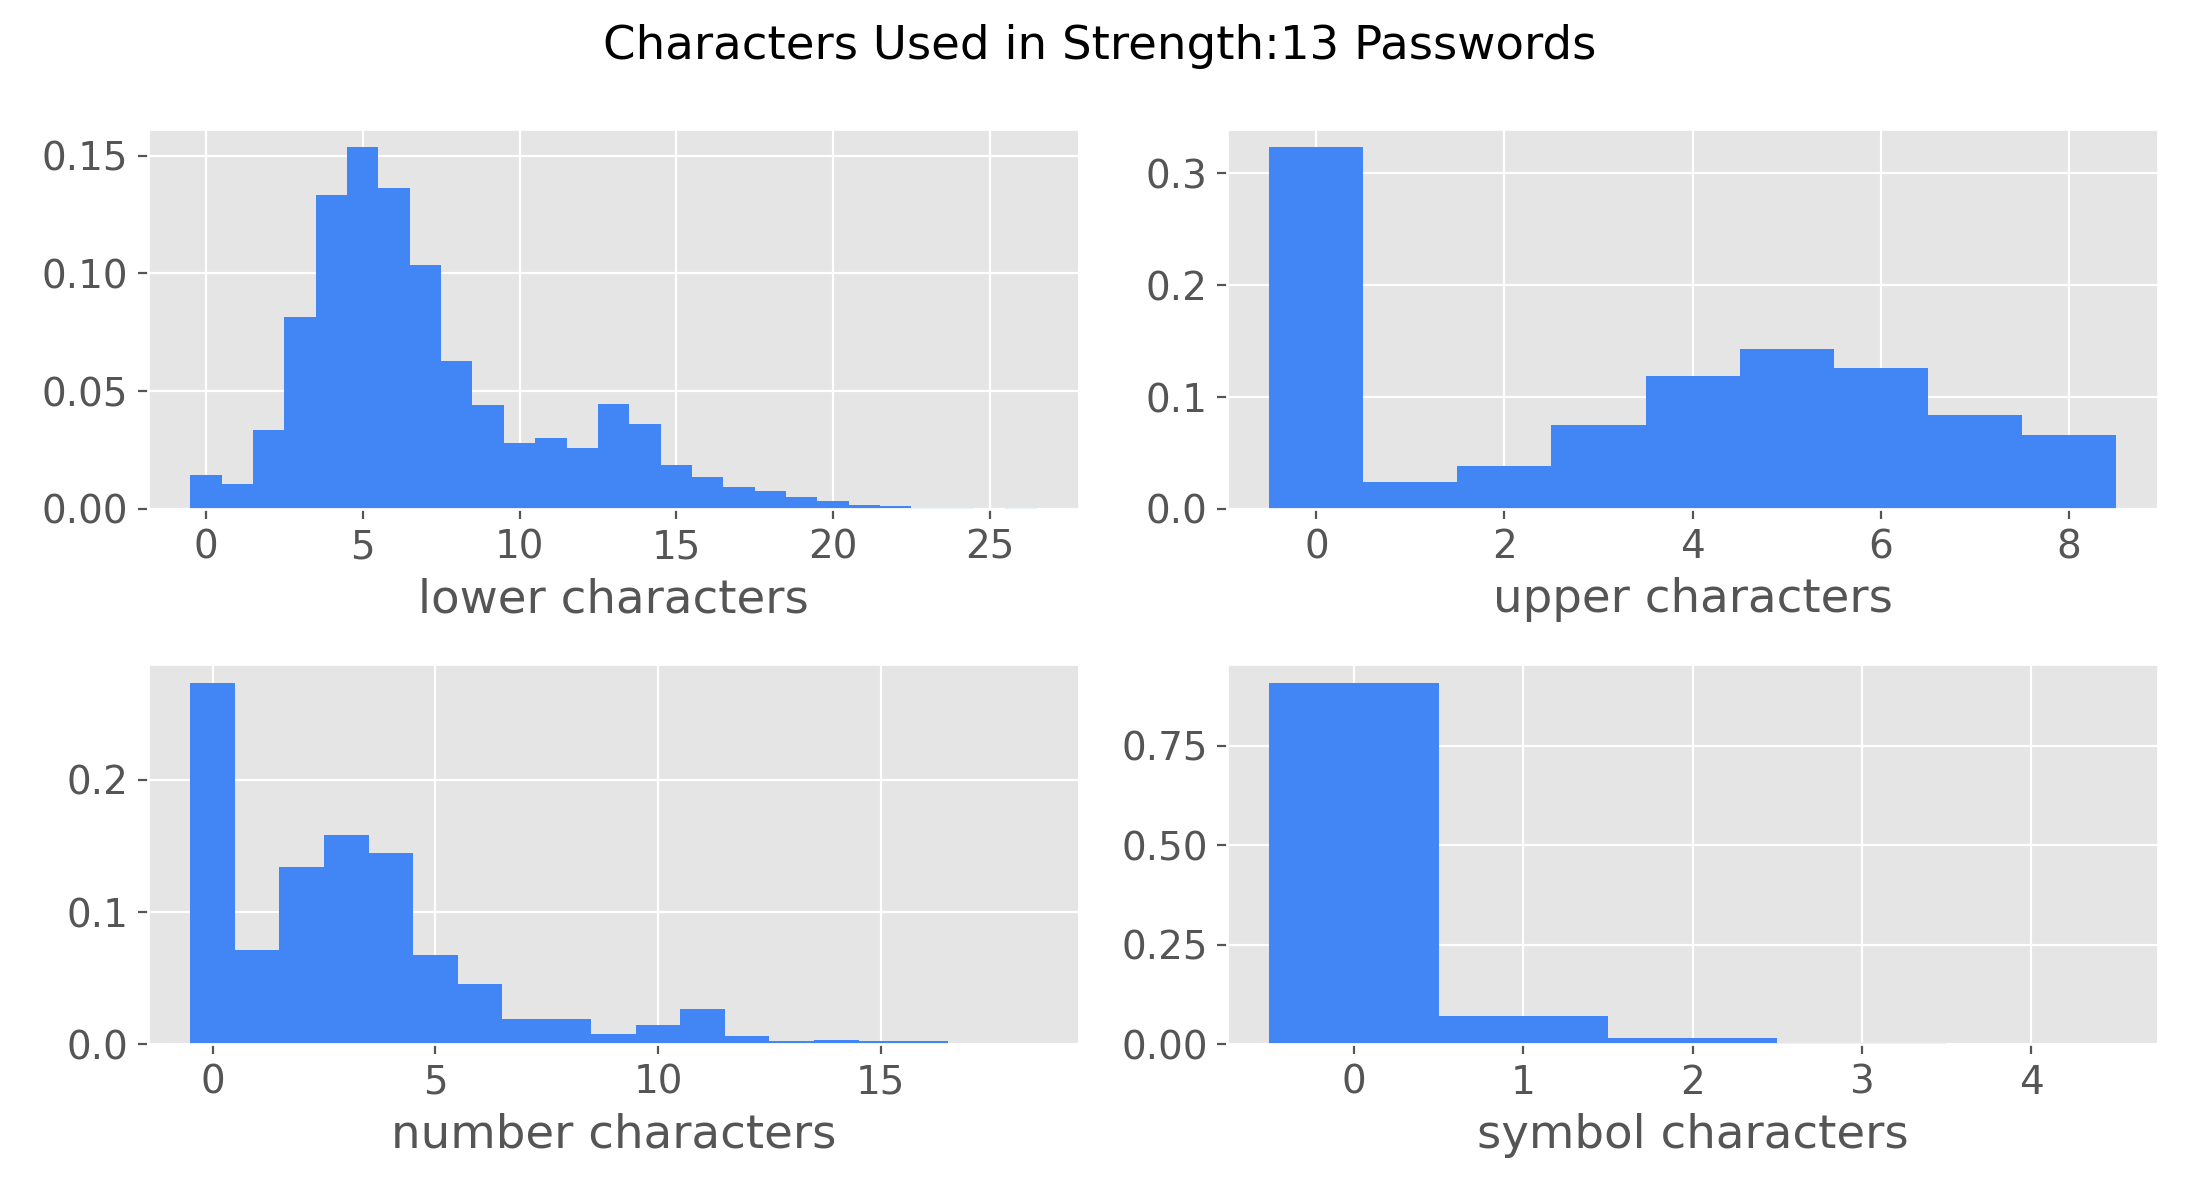 Characters Used in Strength:13 Passwords
0.15
0.10
0.05
0.00
0 5 10 15 20 25
lower characters
0.3
0.2
0.1
0.0
0 2 4 6 8
upper characters
0.2
0.1
0.0
0 5 10 15
number characters
0.75
0.50
0.25
0.00
0 1 2 3 4
symbol characters